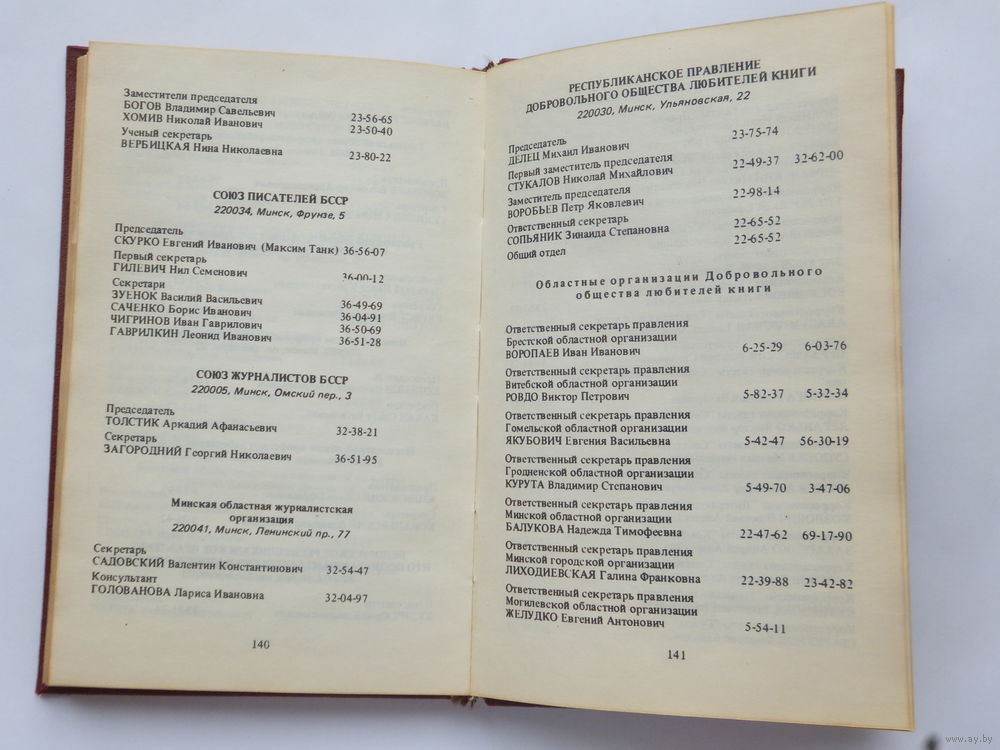 Заместители председателя
БОГОВ Владимир Савельевич 23-56-65
ХОМИВ Николай Иванович 23-50-40
Ученый секретарь
ВЕРБИЦКАЯ Нина Николаевна 23-80-22
СОЮЗ ПИСАТЕЛЕЙ БССР
220034, Минск, Фрунзе, 5
Председатель
СКУРКО Евгений Иванович (Максим Танк) 36-56-07
Первый секретарь
ГИЛЕВИЧ Нил Семенович 36-00-12
Секретари
ЗУЕНОК Василий Васильевич 36-49-69
САЧЕНКО Борис Иванович 36-04-91
ЧИГРИНОВ Иван Гаврилович 36-50-69
ГАВРИЛКИН Леонид Иванович 36-51-28
СОЮЗ ЖУРНАЛИСТОВ БССР
220005, Минск, Омский пер., 3
Председатель
ТОЛСТИК Аркадий Афанасьевич 32-38-21
Секретарь
ЗАГОРОДНИЙ Георгий Николаевич 36-51-95
Минская областная журналистская
организация
220041, Минск, Ленинский пр., 77
Секретарь
САДОВСКИЙ Валентин Константинович 32-54-47
Консультант
ГОЛОВАНОВА Лариса Ивановна 32-04-97
140
РЕСПУБЛИКАНСКОЕ ПРАВЛЕНИЕ
ДОБРОВОЛЬНОГО ОБЩЕСТВА ЛЮБИТЕЛЕЙ КНИГИ
220030, Минск, Ульяновская, 22
Председатель
ДЕЛЕЦ Михаил Иванович 23-75-74
Первый заместитель председателя
СТУКАЛОВ Николай Михайлович 22-49-37 32-62-00
Заместитель председателя
ВОРОБЬЕВ Петр Яковлевич 22-98-14
Ответственный секретарь
СОПЬЯНИК Зинаида Степановна 22-65-52
Общий отдел 22-65-52
Областные организации Добровольного
общества любителей книги
Ответственный секретарь правления
Брестской областной организации
ВОРОПАЕВ Иван Иванович 6-25-29 6-03-76
Ответственный секретарь правления
Витебской областной организации
РОВДО Виктор Петрович 5-82-37 5-32-34
Ответственный секретарь правления
Гомельской областной организации
ЯКУБОВИЧ Евгения Васильевна 5-42-47 56-30-19
Ответственный секретарь правления
Гродненской областной организации
КУРУТА Владимир Степанович 5-49-70 3-47-06
Ответственный секретарь правления
Минской областной организации
БАЛУКОВА Надежда Тимофеевна 22-47-62 69-17-90
Ответственный секретарь правления
Минской городской организации
ЛИХОДИЕВСКАЯ Галина Франковна 22-39-88 23-42-82
Ответственный секретарь правления
Могилевской областной организации
ЖЕЛУДКО Евгений Антонович 5-54-11
141
www.ay.by